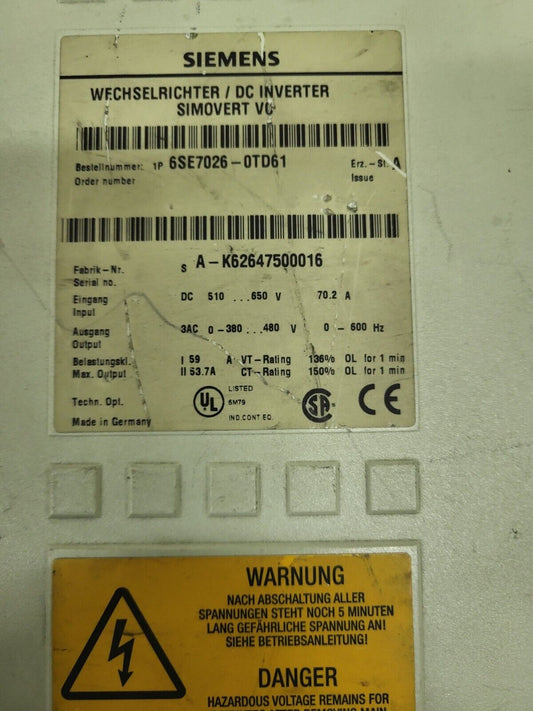 SIEMENS
WECHSELRICHTER / DC INVERTER
SIMOVERT VC
Bestellnummer: 1P 6SE7026-0TD61 Erz.-St. A
Order number Issue
Fabrik-Nr. S A-K62647500016
Serial no.
Eingang DC 510 ...650 V 70.2 A
Input
Ausgang 3AC 0-380...480 V 0-600 Hz
Output
Belastungskl. I 59 A VT-Rating 136% OL for 1 min
Max. Output II 53.7A CT-Rating 150% OL for 1 min
Techn. Opt. UL LISTED SA CE
5M79
Made in Germany IND.CONT.EQ.
WARNUNG
NACH ABSCHALTUNG ALLER
SPANNUNGEN STEHT NOCH 5 MINUTEN
LANG GEFÄHRLICHE SPANNUNG AN!
SIEHE BETRIEBSANLEITUNG!
DANGER
HAZARDOUS VOLTAGE REMAINS FOR